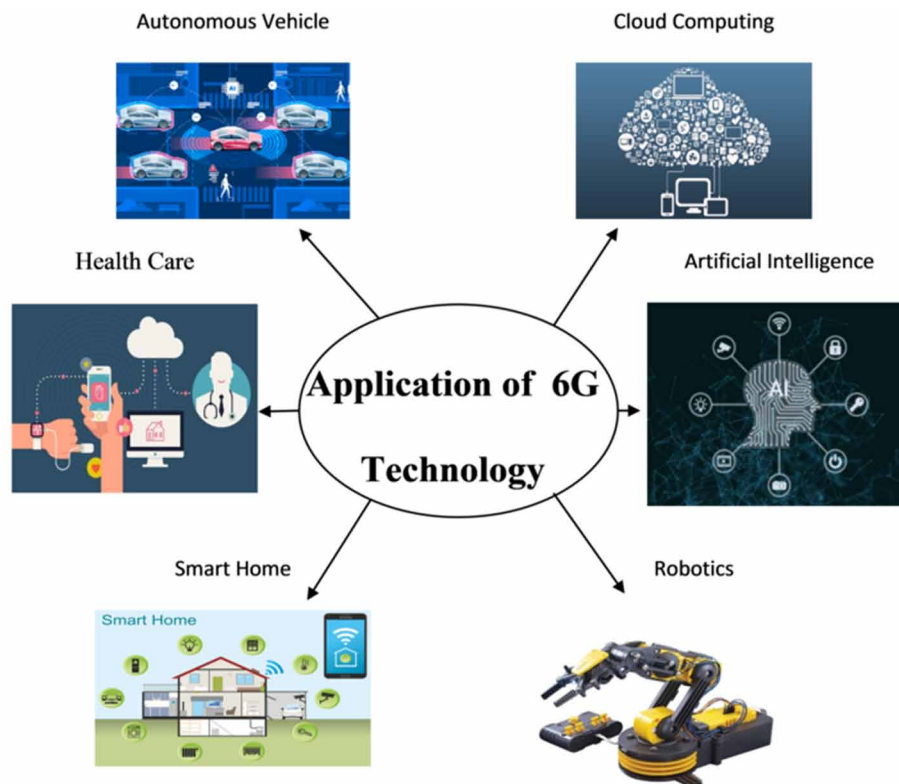 Autonomous Vehicle
Cloud Computing
AI
Health Care
Artificial Intelligence
AI
Application of 6G
Technology
Smart Home
Robotics
Smart Home